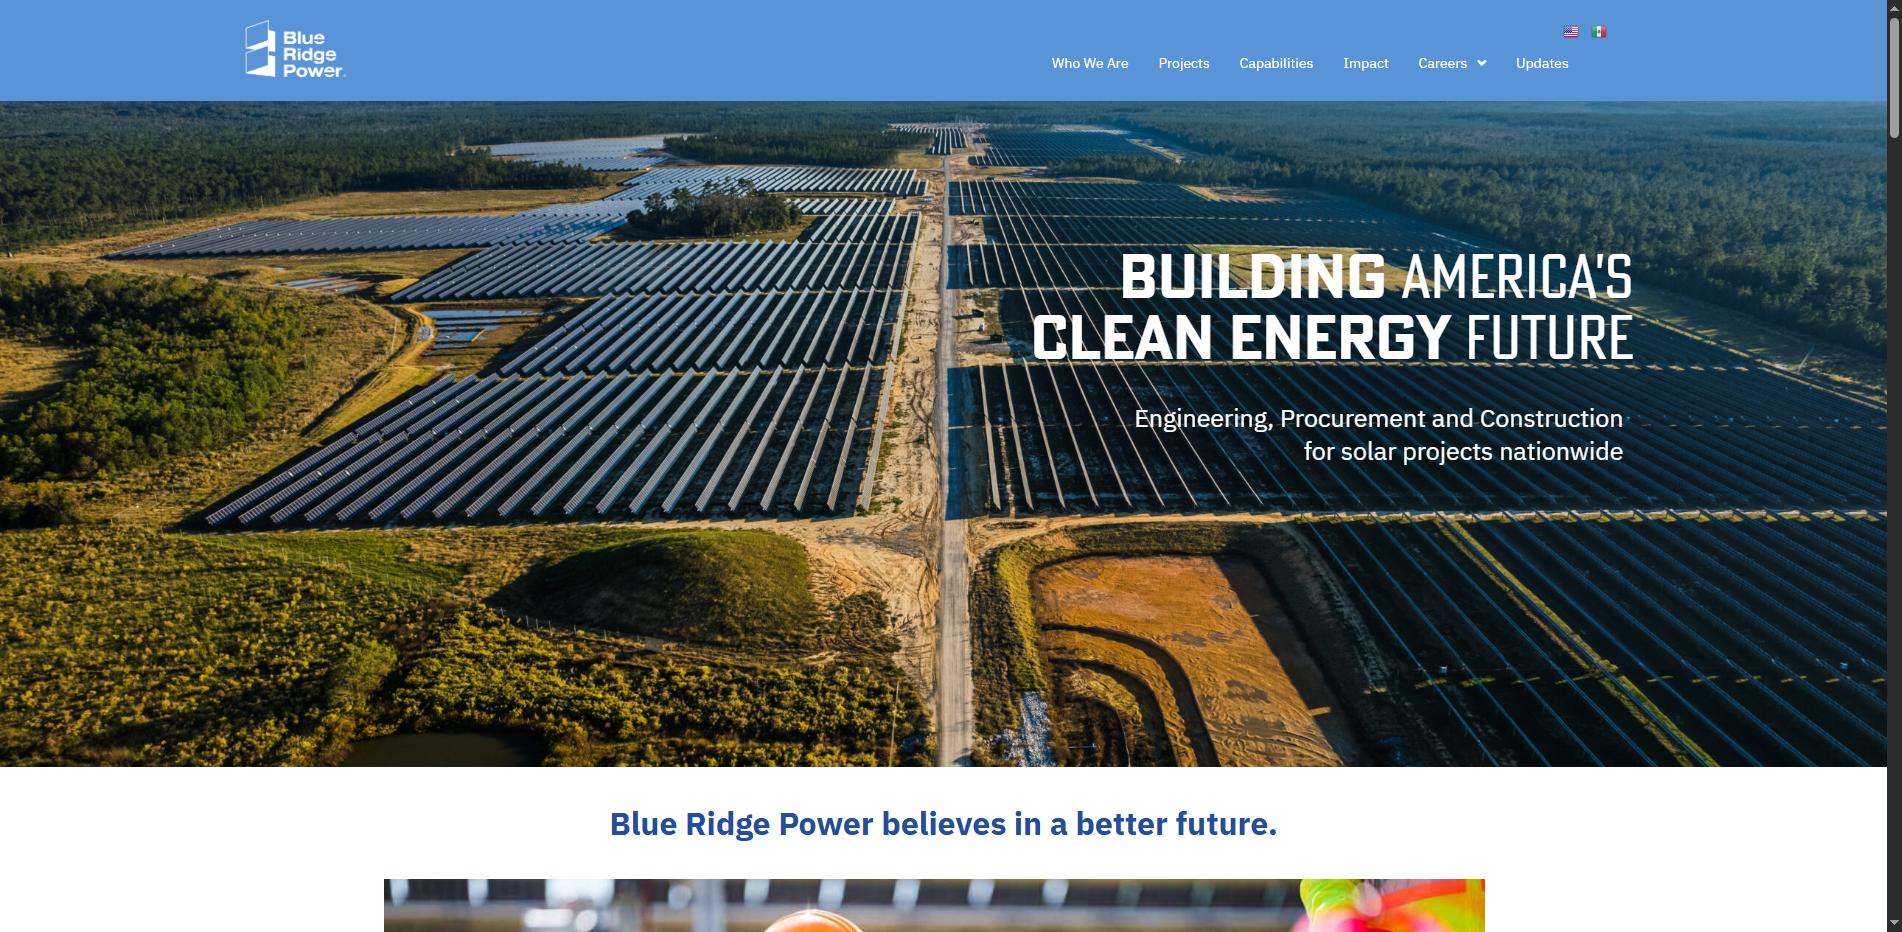 Blue
Ridge
Power
Who We Are Projects Capabilities Impact Careers Updates
BUILDING AMERICA'S
CLEAN ENERGY FUTURE
Engineering, Procurement and Construction
for solar projects nationwide
Blue Ridge Power believes in a better future.